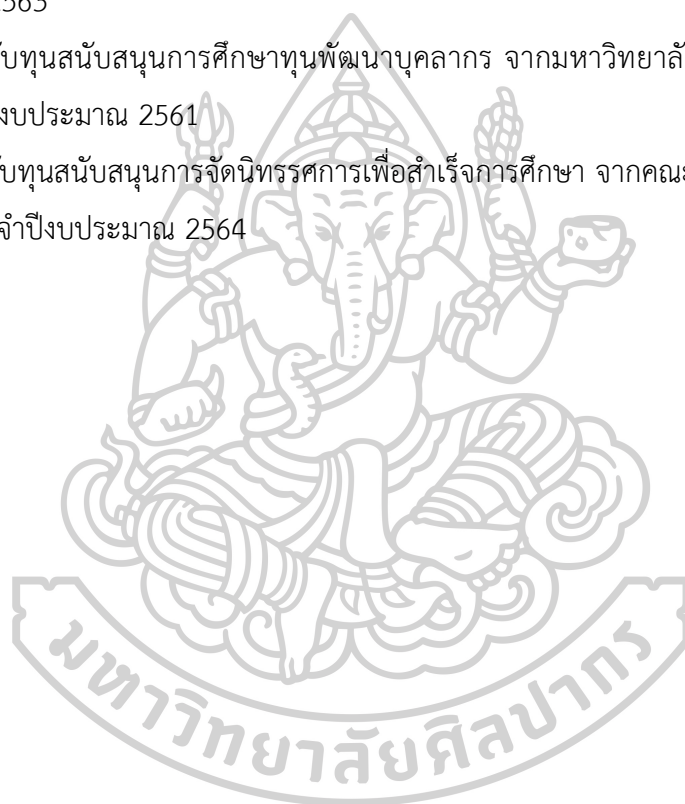 2563
ับทุนสนับสนุนการศึกษาทุนพัฒนาบุคลากร จากมหาวิทยาลั
งบประมาณ 2561
ับทุนสนับสนุนการจัดนิทรรศการเพื่อสำเร็จการศึกษา จากคณะ
จำปีงบประมาณ 2564
มหาวิทยาลัยศิลปากร